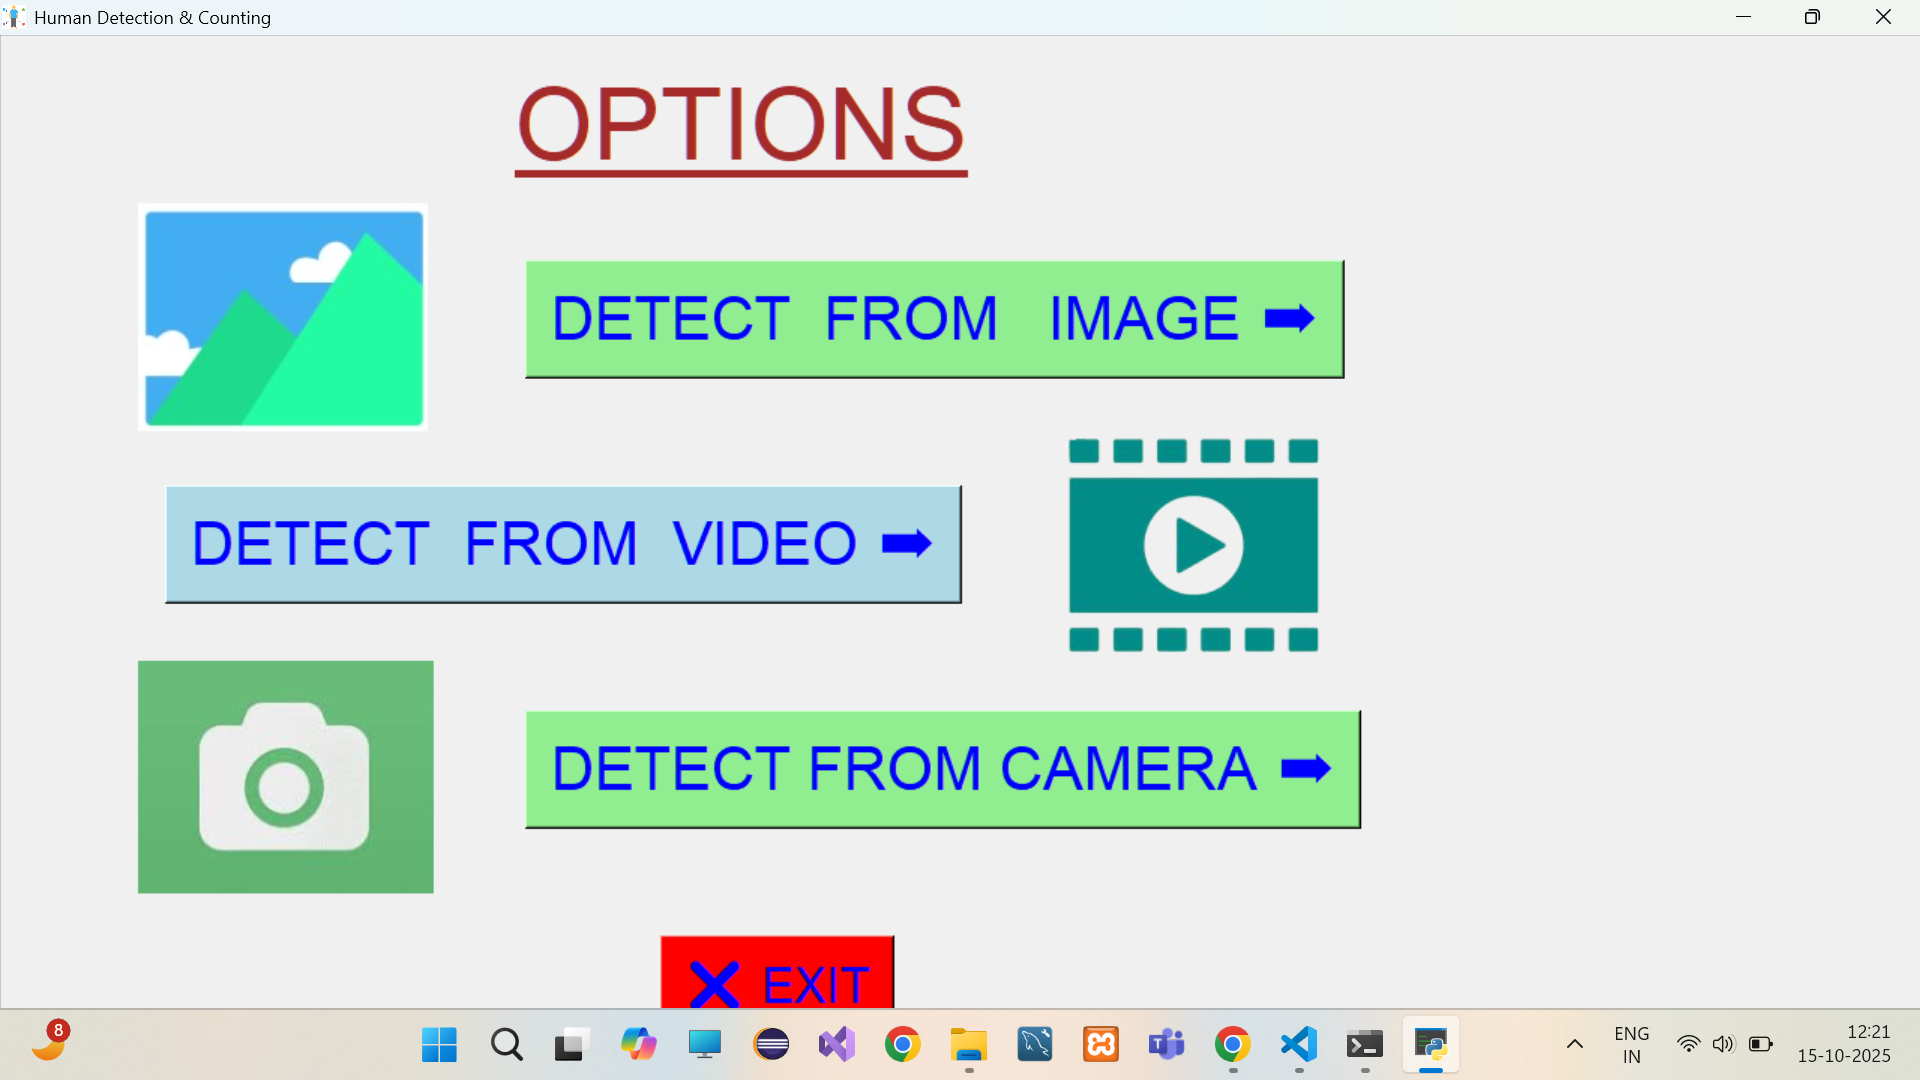 Human Detection & Counting
OPTIONS
DETECT FROM IMAGE ➡
DETECT FROM VIDEO ➡
DETECT FROM CAMERA ➡
❌ EXIT
8
ENG
IN
12:21
15-10-2025